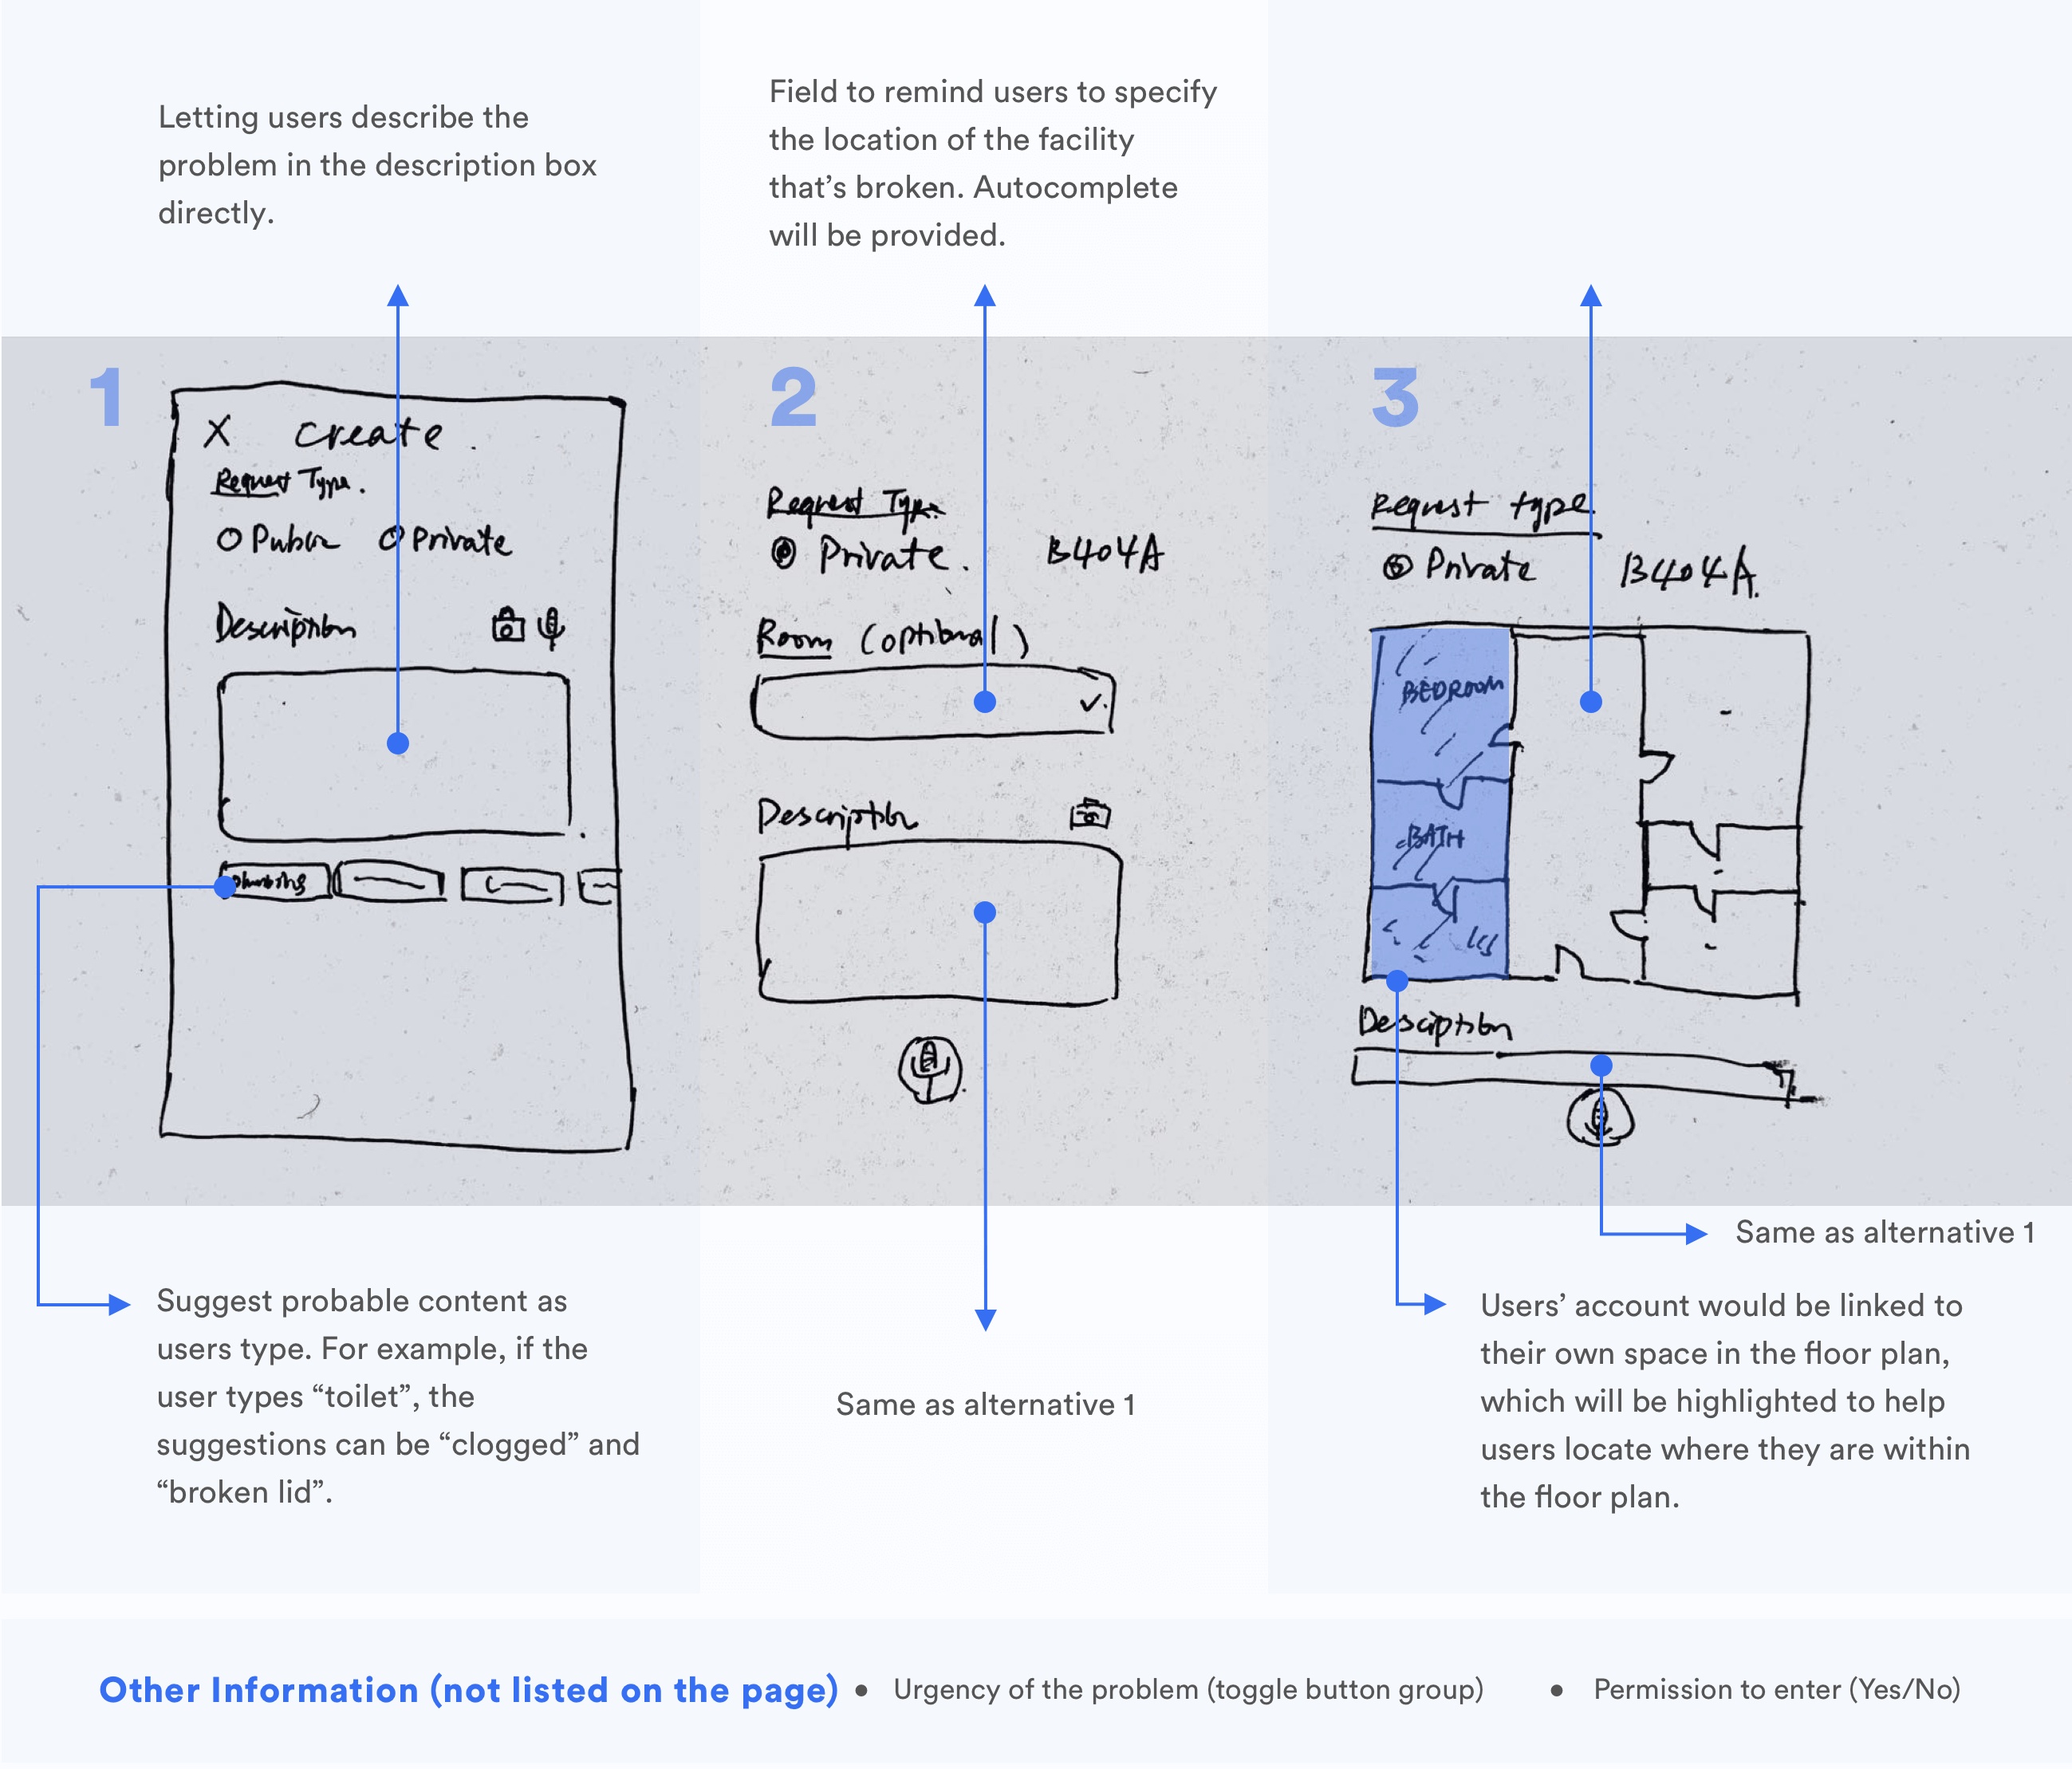 Letting users describe the
problem in the description box
directly.
Field to remind users to specify
the location of the facility
that’s broken. Autocomplete
will be provided.
1
X Create
Request Type.
Public Private
Description
Plumbing
2
Request Type
Private. B404A
Room (optional)
Description
3
Request type
Private B404A.
BEDROOM
BATH
Desciption
Suggest probable content as
users type. For example, if the
user types “toilet”, the
suggestions can be “clogged” and
“broken lid”.
Same as alternative 1
Same as alternative 1
Users’ account would be linked to
their own space in the floor plan,
which will be highlighted to help
users locate where they are within
the floor plan.
Other Information (not listed on the page) • Urgency of the problem (toggle button group) • Permission to enter (Yes/No)